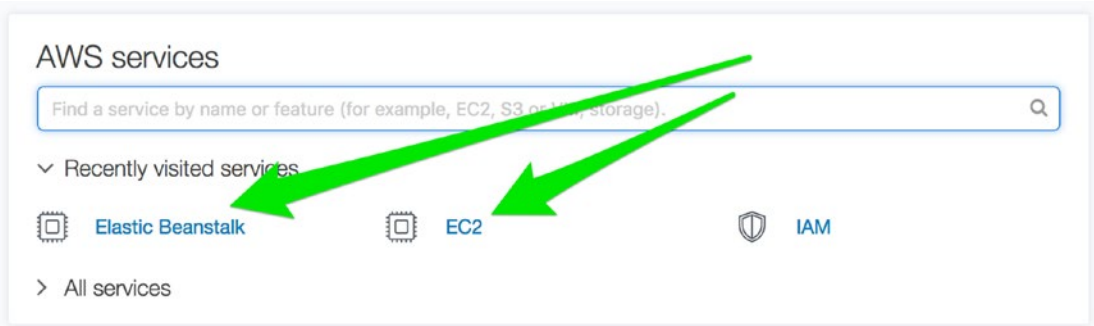 AWS services
Find a service by name or feature (for example, EC2, S3 or VM, storage).
Recently visited services
Elastic Beanstalk EC2 IAM
All services